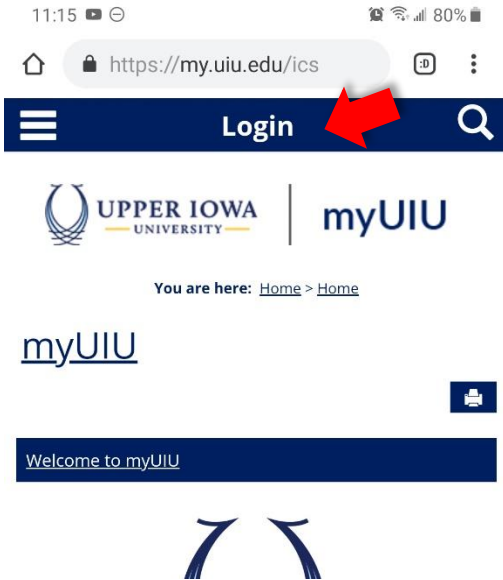 11:15 80%
https://my.uiu.edu/ics :D
Login
UPPER IOWA
UNIVERSITY
myUIU
You are here: Home > Home
myUIU
Welcome to myUIU